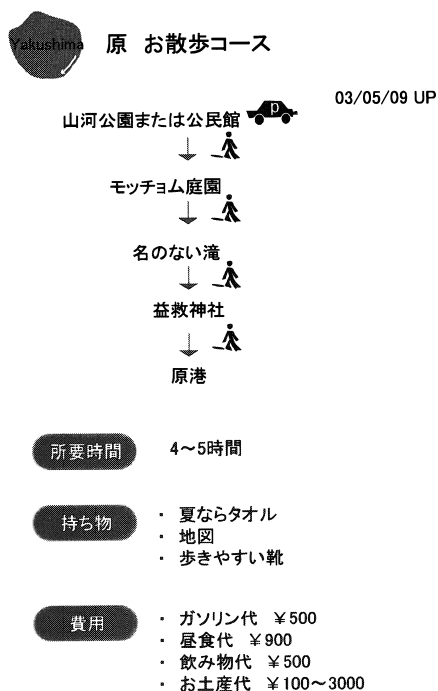 Yakushima
原 お散歩コース
03/05/09 UP
山河公園または公民館
p
モッチョム庭園
名のない滝
益救神社
原港
所要時間
4~5時間
持ち物
・ 夏ならタオル
・ 地図
・ 歩きやすい靴
費用
・ ガソリン代 ¥500
・ 昼食代 ¥900
・ 飲み物代 ¥500
・ お土産代 ¥100~3000